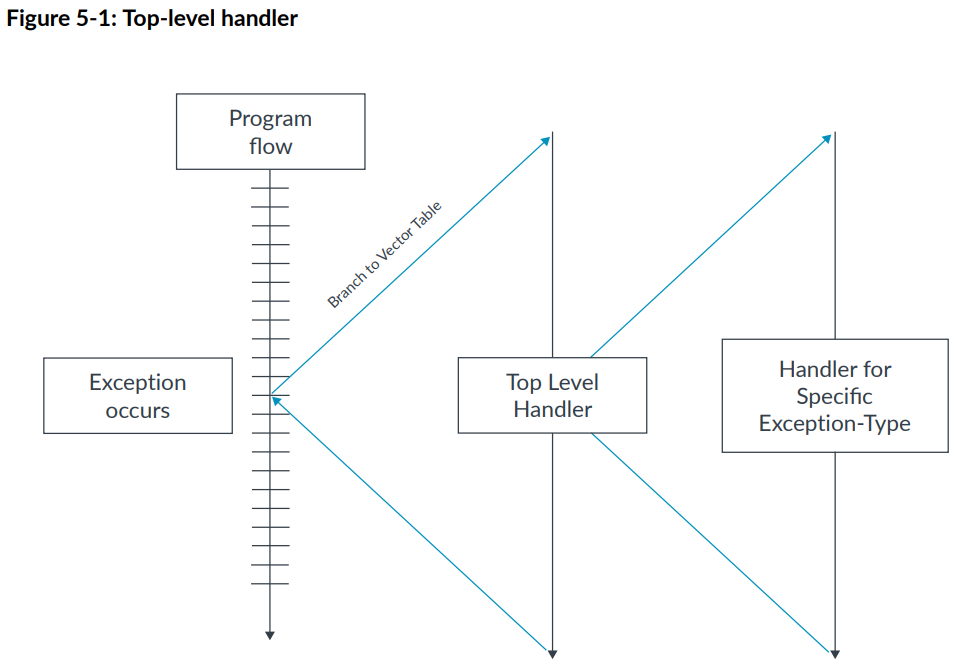 Figure 5-1: Top-level handler
Program
flow
Branch to Vector Table
Exception
occurs
Top Level
Handler
Handler for
Specific
Exception-Type